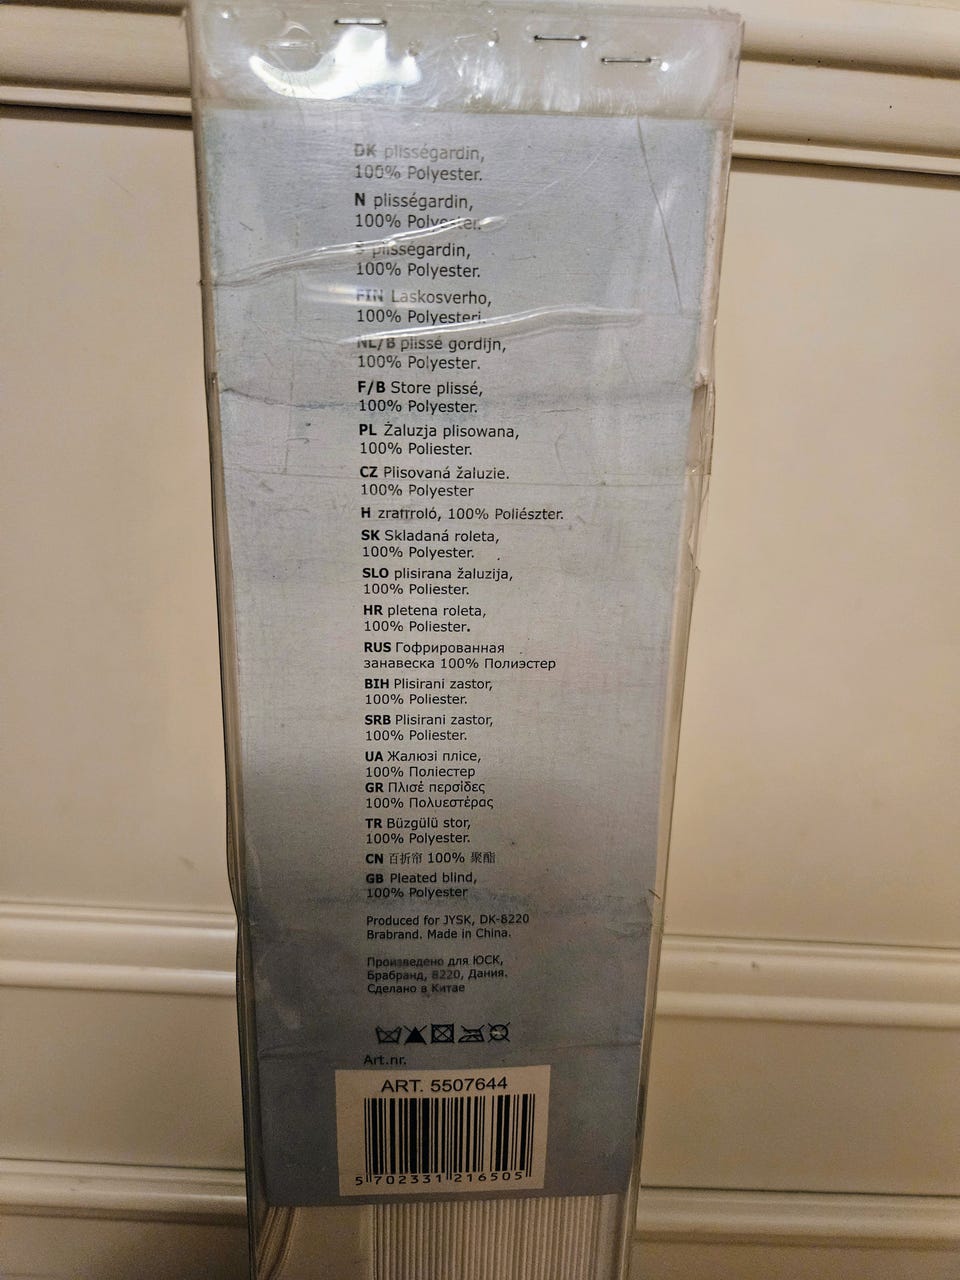 DK plisségardin,
100% Polyester.
N plisségardin,
100% Polyester.
S plisségardin,
100% Polyester.
FIN Laskosverho,
100% Polyesteri.
NL/B plissé gordijn,
100% Polyester.
F/B Store plissé,
100% Polyester.
PL Żaluzja plisowana,
100% Poliester.
CZ Plisovaná žaluzie.
100% Polyester
H 100% Poliészter.
SK Skladaná roleta,
100% Polyester.
SLO plisirana žaluzija,
100% Poliester.
HR pletena roleta,
100% Poliester.
RUS Гофрированная
занавеска 100% Полиэстер
BIH Plisirani zastor,
100% Poliester.
SRB Plisirani zastor,
100% Poliester.
UA Жалюзі плісе,
100% Поліестер
GR Πλισέ περσίδες
100% Πολυεστέρας
TR Büzgülü stor,
100% Polyester.
CN 百折帘 100% 聚酯
GB Pleated blind,
100% Polyester
Produced for JYSK, DK-8220
Brabrand. Made in China.
Произведено для ЮСК,
Брабранд, 8220, Дания.
Сделано в Китае
Art.nr.
ART. 5507644
5 702331 216505